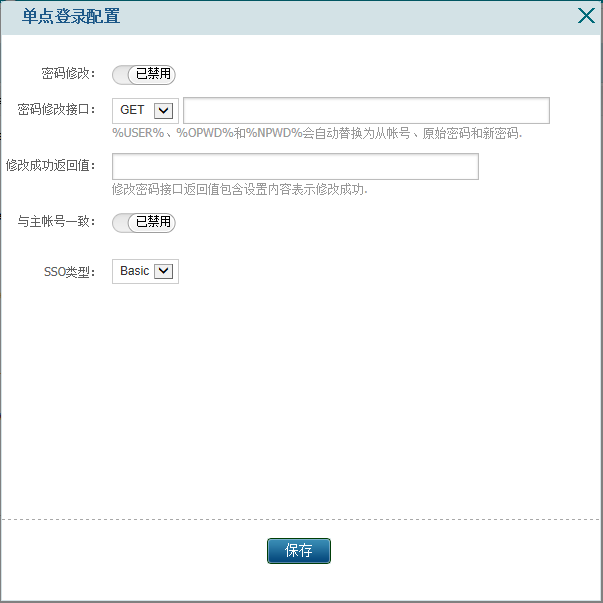 单点登录配置
密码修改： 已禁用
密码修改接口： GET
%USER%、%OPWD%和%NPWD%会自动替换为从帐号、原始密码和新密码.
修改成功返回值：
修改密码接口返回值包含设置内容表示修改成功.
与主帐号一致： 已禁用
SSO类型： Basic
保存